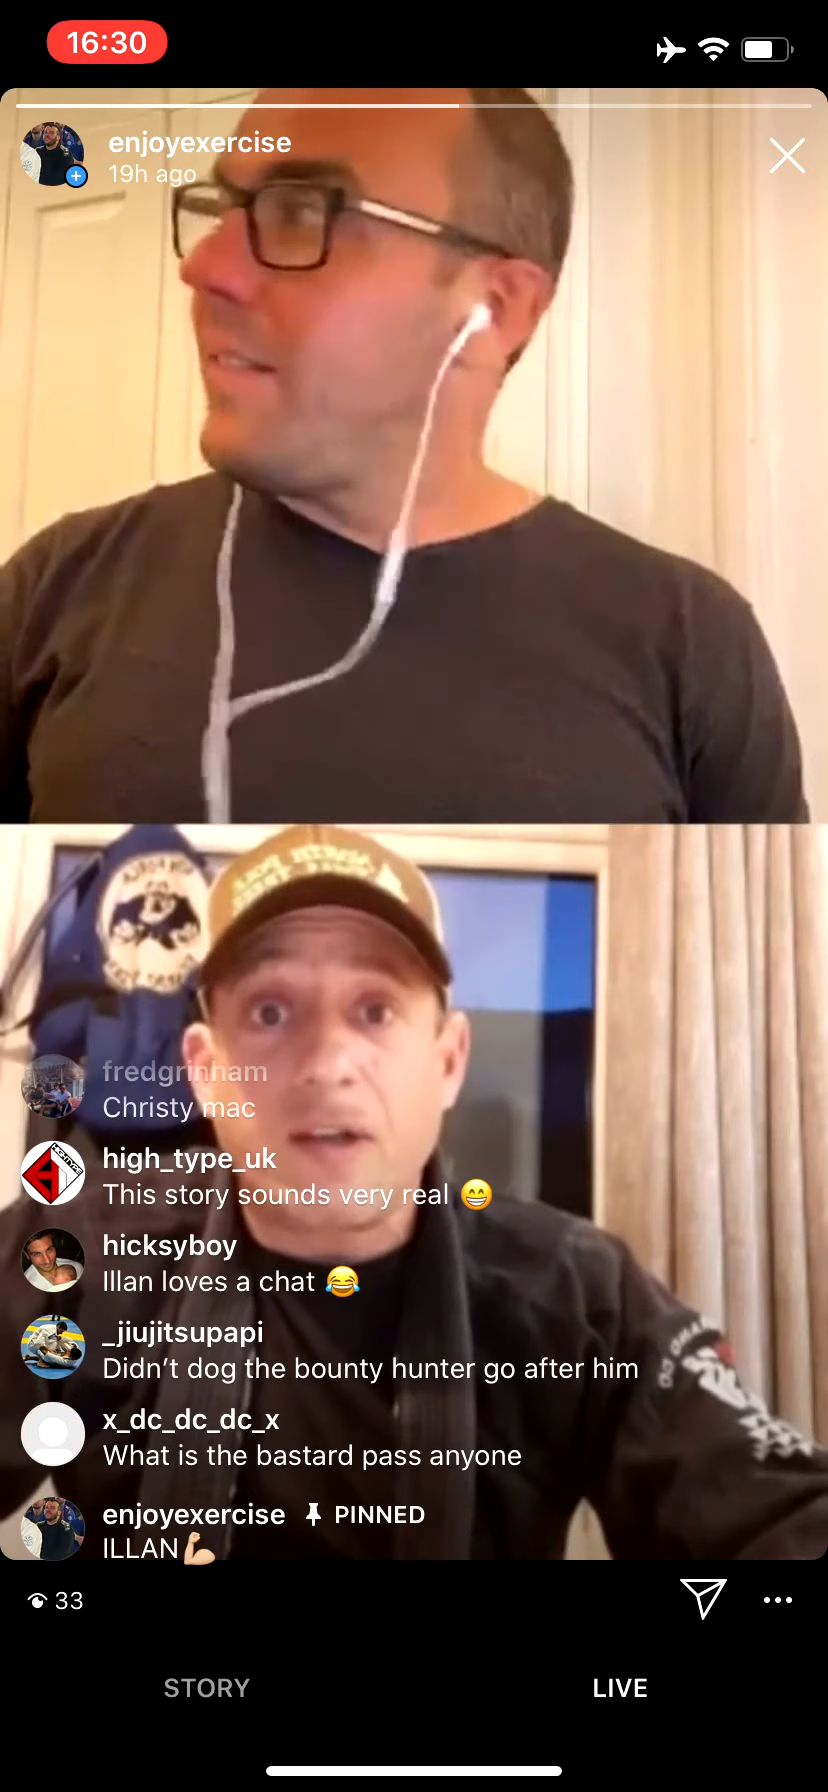 16:30
enjoyexercise
19h ago
fredgrinham
Christy mac
high_type_uk
This story sounds very real 😁
hicksyboy
Illan loves a chat 😂
_jiujitsupapi
Didn't dog the bounty hunter go after him
x_dc_dc_dc_x
What is the bastard pass anyone
enjoyexercise PINNED
ILLAN💪🏻
33
STORY LIVE